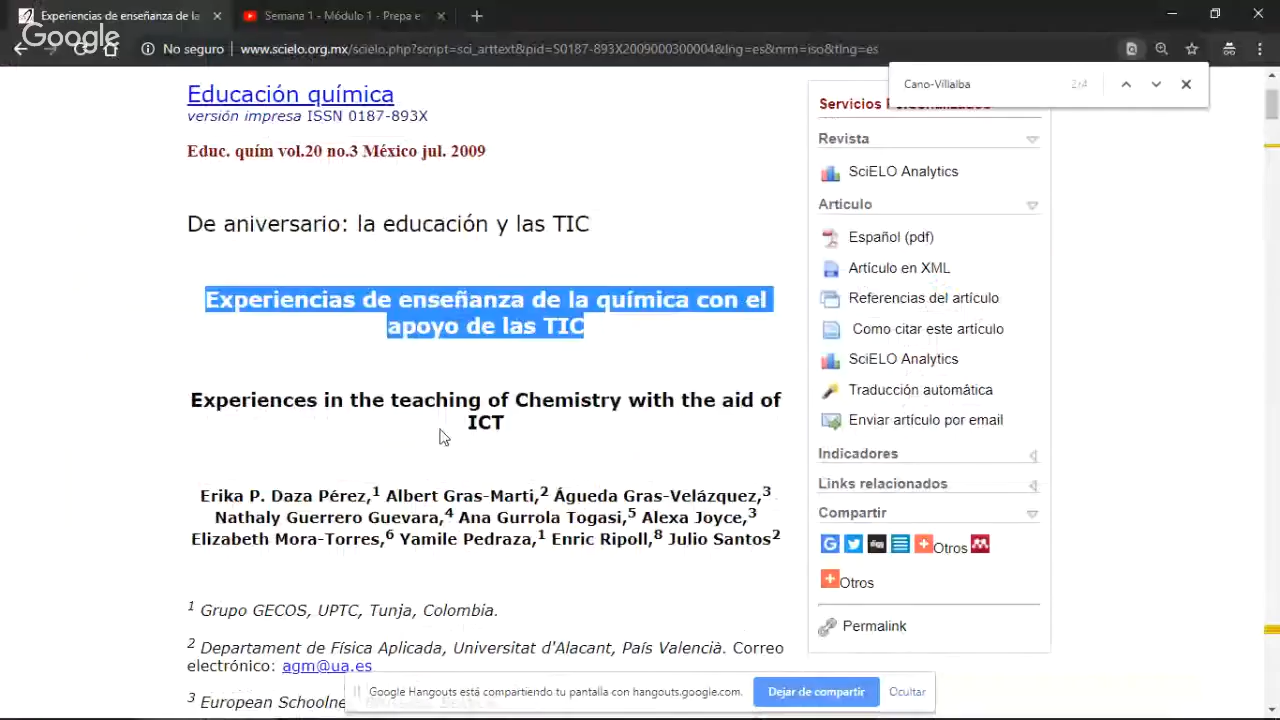 Experiencias de enseñanza de la
Semana 1 - Módulo 1 - Prepa e
Google
No seguro
www.scielo.org.mx/scielo.php?script=sci_arttext&pid=S0187-893X2009000300004&lng=es&nrm=iso&tlng=es
Cano-Villalba
2/4
Educación química
versión impresa ISSN 0187-893X
Educ. quím vol.20 no.3 México jul. 2009
De aniversario: la educación y las TIC
Experiencias de enseñanza de la química con el
apoyo de las TIC
Experiences in the teaching of Chemistry with the aid of
ICT
Erika P. Daza Pérez,1 Albert Gras-Marti,2 Águeda Gras-Velázquez,3
Nathaly Guerrero Guevara,4 Ana Gurrola Togasi,5 Alexa Joyce,3
Elizabeth Mora-Torres,6 Yamile Pedraza,1 Enric Ripoll,8 Julio Santos2
1 Grupo GECOS, UPTC, Tunja, Colombia.
2 Departament de Física Aplicada, Universitat d'Alacant, País Valencià. Correo
electrónico: agm@ua.es
3 European Schoolne
Servicios Personalizados
Revista
SciELO Analytics
Articulo
Español (pdf)
Artículo en XML
Referencias del artículo
Como citar este artículo
SciELO Analytics
Traducción automática
Enviar artículo por email
Indicadores
Links relacionados
Compartir
Otros
Otros
Permalink
Google Hangouts está compartiendo tu pantalla con hangouts.google.com.
Dejar de compartir
Ocultar